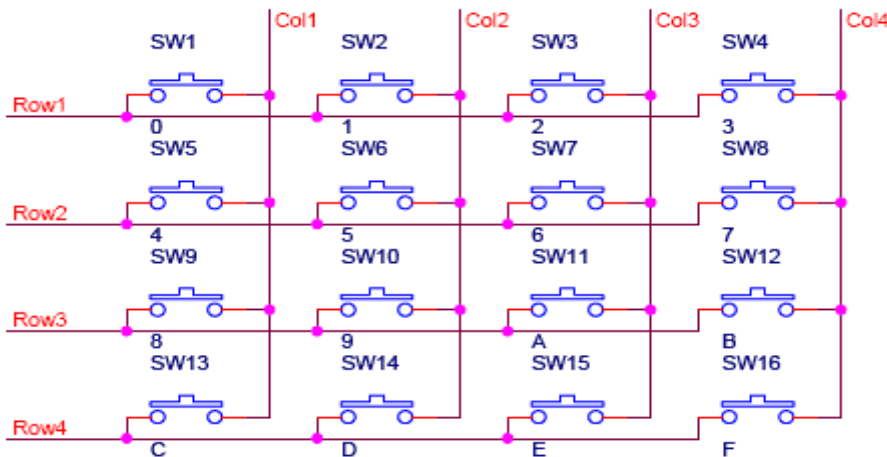 Col1 Col2 Col3 Col4
SW1 SW2 SW3 SW4
Row1
0 1 2 3
SW5 SW6 SW7 SW8
Row2
4 5 6 7
SW9 SW10 SW11 SW12
Row3
8 9 A B
SW13 SW14 SW15 SW16
Row4
C D E F